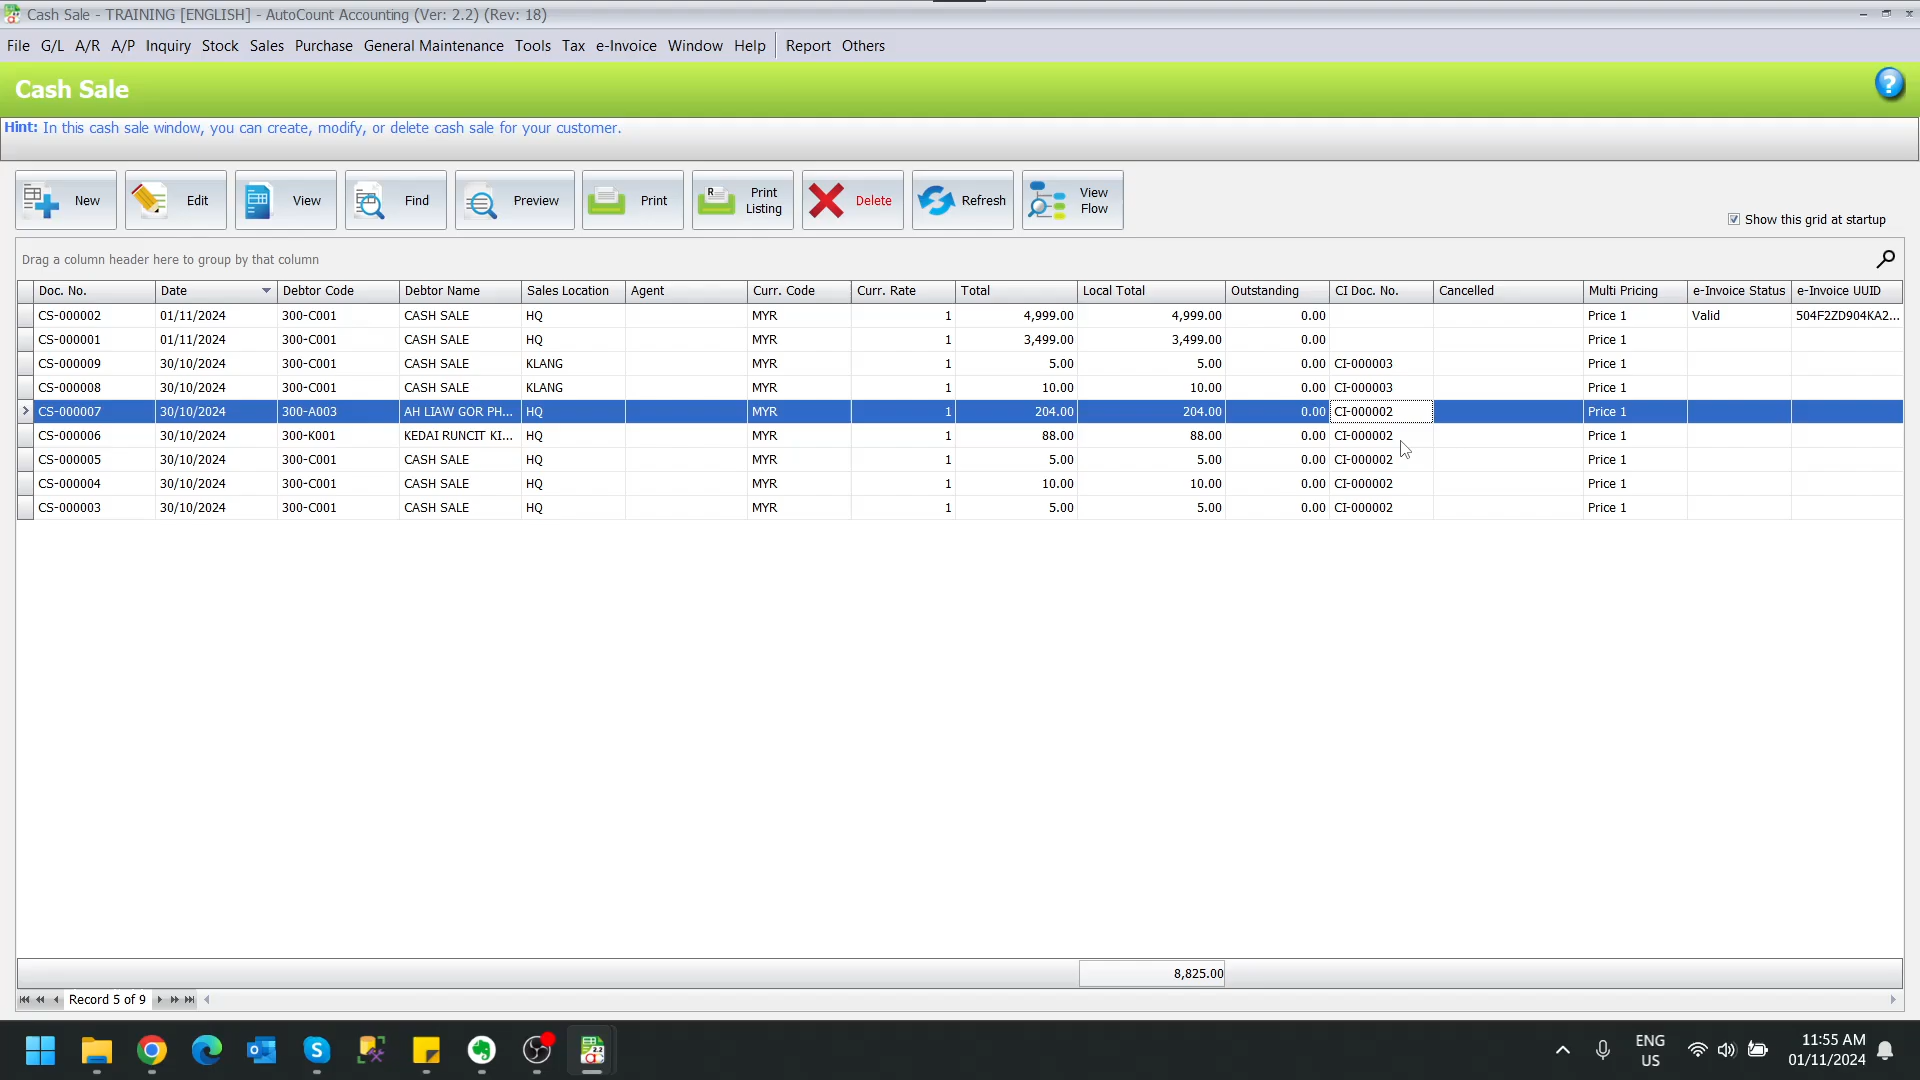 Cash Sale - TRAINING [ENGLISH] - AutoCount Accounting (Ver: 2.2) (Rev: 18)
File G/L A/R A/P Inquiry Stock Sales Purchase General Maintenance Tools Tax e-Invoice Window Help Report Others
Cash Sale
Hint: In this cash sale window, you can create, modify, or delete cash sale for your customer.
New Edit View Find Preview Print Print Listing Delete Refresh View Flow
Show this grid at startup
Drag a column header here to group by that column
Doc. No. Date Debtor Code Debtor Name Sales Location Agent Curr. Code Curr. Rate Total Local Total Outstanding CI Doc. No. Cancelled Multi Pricing e-Invoice Status e-Invoice UUID
CS-000002 01/11/2024 300-C001 CASH SALE HQ MYR 1 4,999.00 4,999.00 0.00 Price 1 Valid 504F2ZD904KA2...
CS-000001 01/11/2024 300-C001 CASH SALE HQ MYR 1 3,499.00 3,499.00 0.00 Price 1
CS-000009 30/10/2024 300-C001 CASH SALE KLANG MYR 1 5.00 5.00 0.00 CI-000003 Price 1
CS-000008 30/10/2024 300-C001 CASH SALE KLANG MYR 1 10.00 10.00 0.00 CI-000003 Price 1
CS-000007 30/10/2024 300-A003 AH LIAW GOR PH... HQ MYR 1 204.00 204.00 0.00 CI-000002 Price 1
CS-000006 30/10/2024 300-K001 KEDAI RUNCIT KI... HQ MYR 1 88.00 88.00 0.00 CI-000002 Price 1
CS-000005 30/10/2024 300-C001 CASH SALE HQ MYR 1 5.00 5.00 0.00 CI-000002 Price 1
CS-000004 30/10/2024 300-C001 CASH SALE HQ MYR 1 10.00 10.00 0.00 CI-000002 Price 1
CS-000003 30/10/2024 300-C001 CASH SALE HQ MYR 1 5.00 5.00 0.00 CI-000002 Price 1
8,825.00
Record 5 of 9
ENG US
11:55 AM
01/11/2024